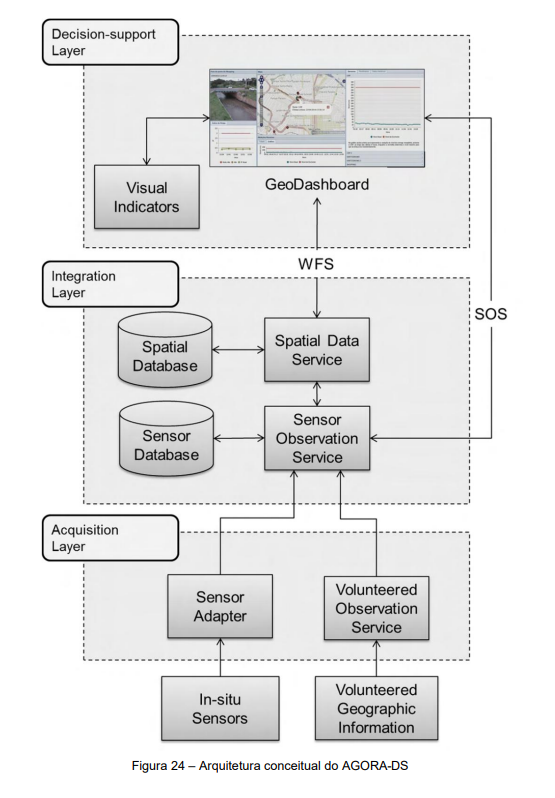 Decision-support
Layer
Visual
Indicators
GeoDashboard
WFS
SOS
Integration
Layer
Spatial
Database
Spatial Data
Service
Sensor
Database
Sensor
Observation
Service
Acquisition
Layer
Sensor
Adapter
Volunteered
Observation
Service
In-situ
Sensors
Volunteered
Geographic
Information
Figura 24 – Arquitetura conceitual do AGORA-DS